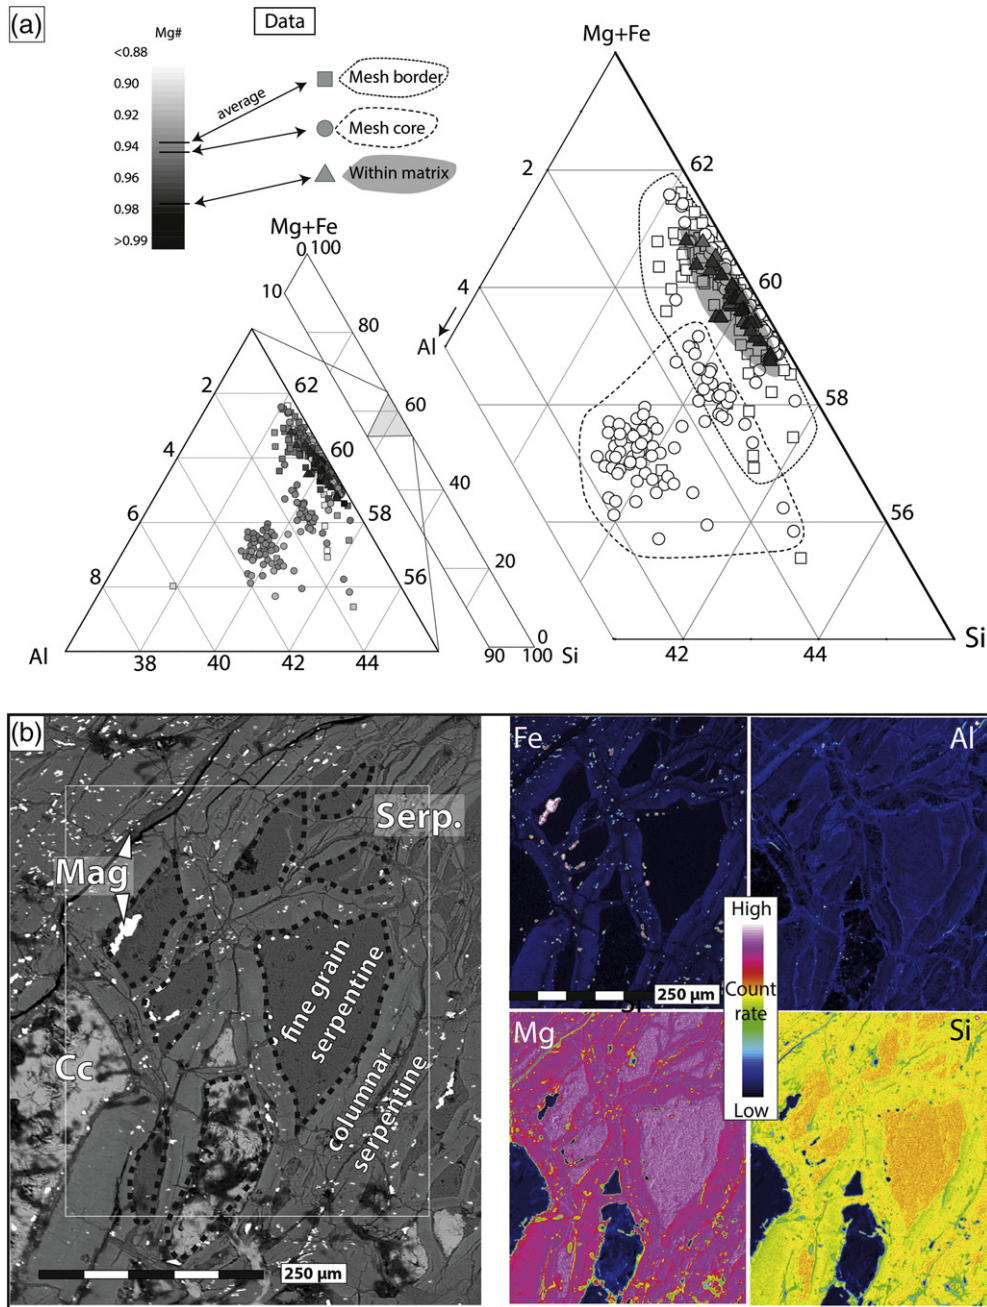 (a)
Data
Mg#
<0.88
0.90
0.92
0.94
0.96
0.98
>0.99
average
Mesh border
Mesh core
Within matrix
Mg+Fe
0 100
10
80
60
40
20
0
90 100 Si
2
4
6
8
62
60
58
56
Al
38 40 42 44
Mg+Fe
2
4
Al
62
60
58
56
42 44
Si
(b)
Serp.
Mag
Cc
fine grain
serpentine
columnar
serpentine
250 µm
Fe
Al
250 µm
High
Count
rate
Low
Mg
Si